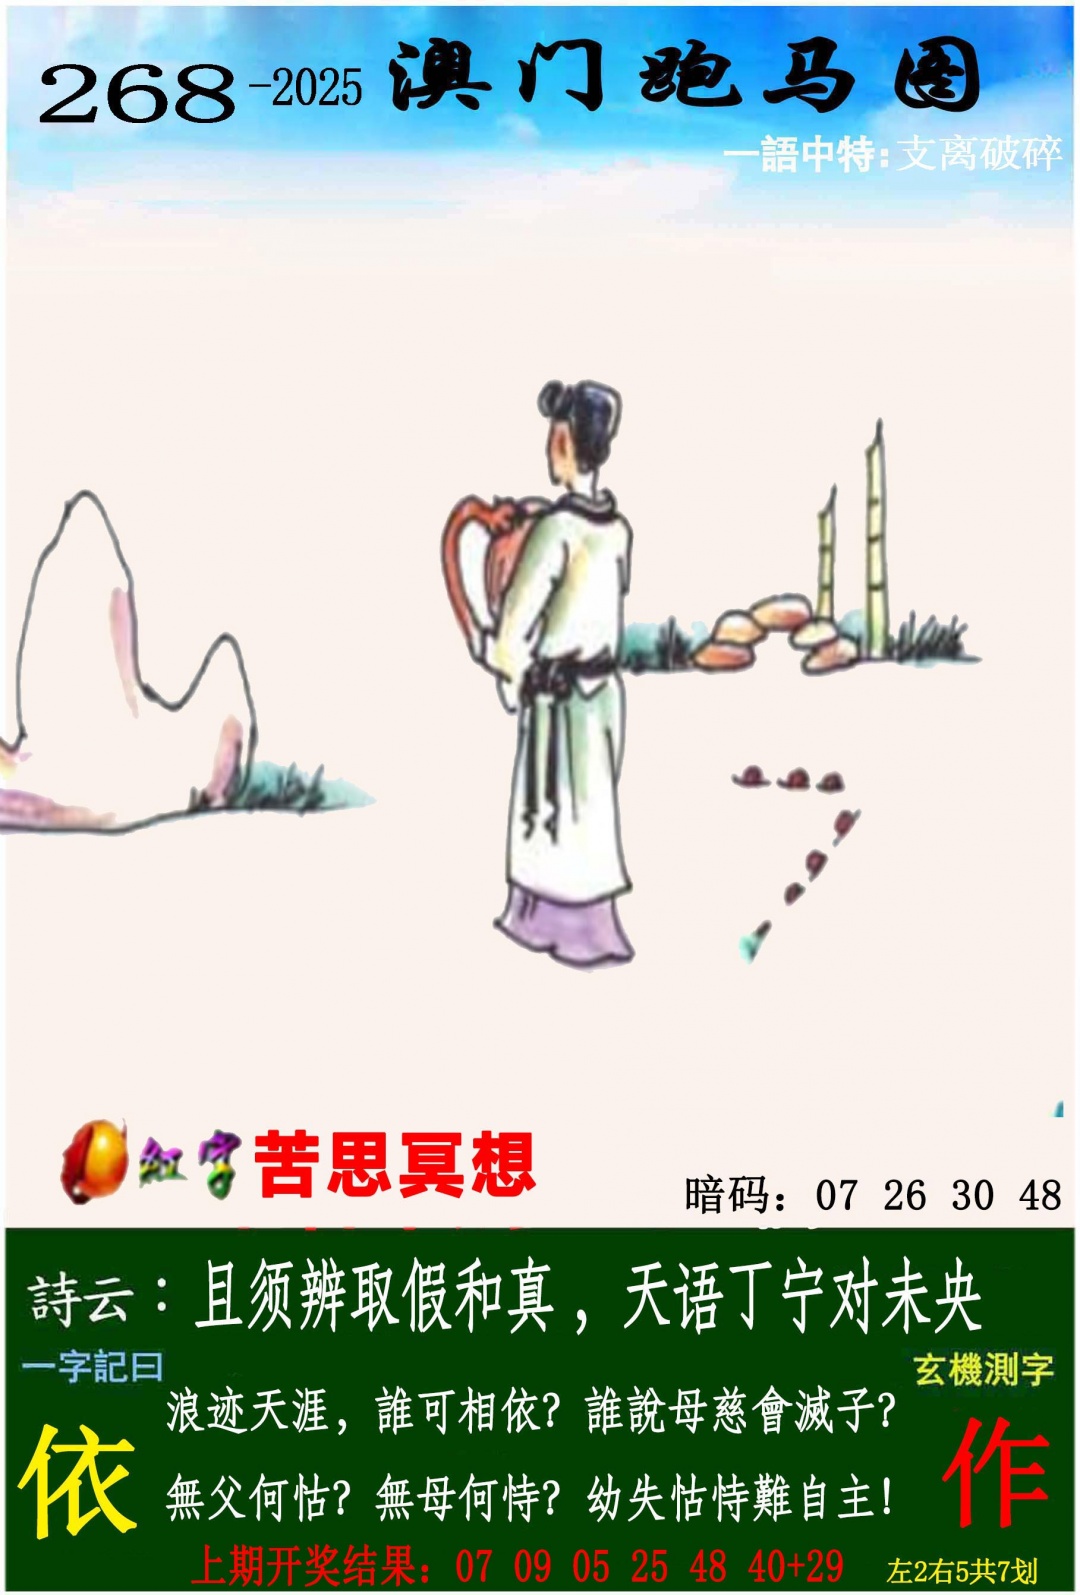 268-2025 澳门跑马图
一語中特:支离破碎
红字 苦思冥想
暗码：07 26 30 48
詩云：且须辨取假和真，天语丁宁对未央
一字記曰
玄機測字
浪迹天涯，誰可相依？誰說母慈會滅子？
依
作
無父何怙？無母何恃？幼失怙恃難自主！
上期开奖结果：07 09 05 25 48 40+29
左2右5共7划